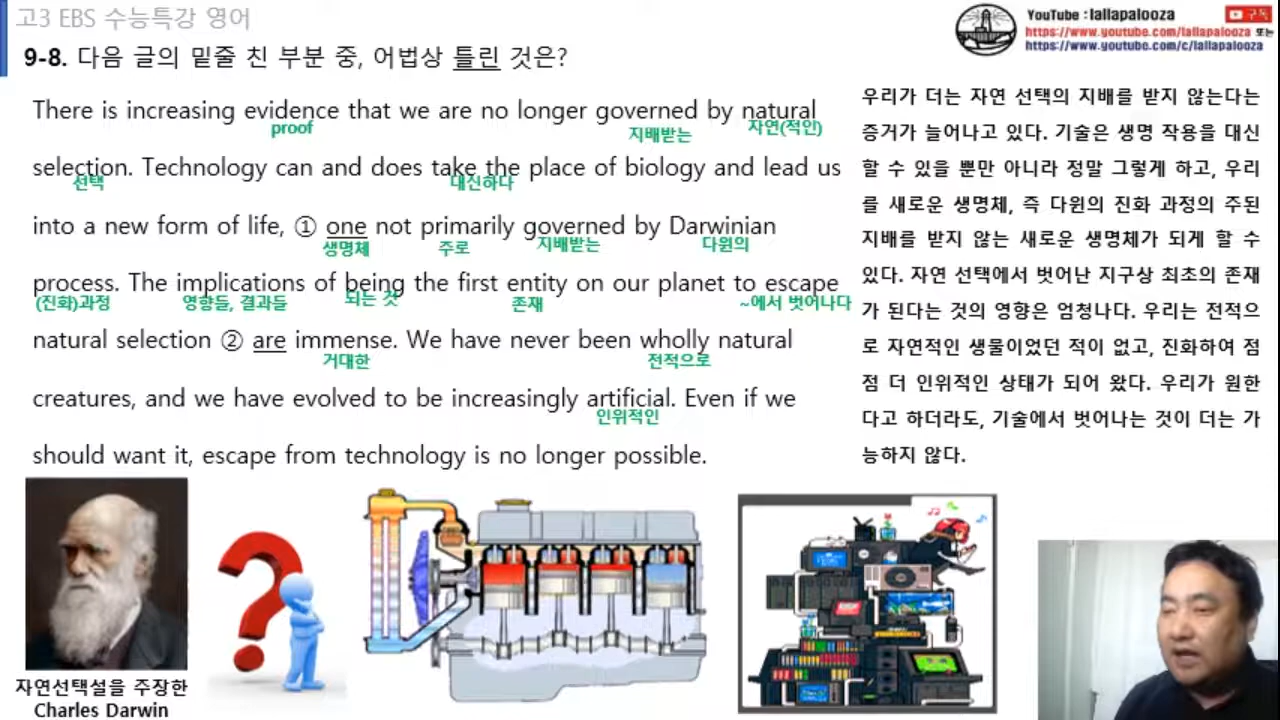 고3 EBS 수능특강 영어
YouTube : lallapalooza
구독
https://www.youtube.com/lallapalooza 또는
https://www.youtube.com/c/lallapalooza
9-8. 다음 글의 밑줄 친 부분 중, 어법상 틀린 것은?
There is increasing evidence that we are no longer governed by natural
proof 지배받는 자연(적인)
selection. Technology can and does take the place of biology and lead us
선택 대신하다
into a new form of life, ① one not primarily governed by Darwinian
생명체 주로 지배받는 다윈의
process. The implications of being the first entity on our planet to escape
(진화)과정 영향들, 결과들 되는 것 존재 ~에서 벗어나다
natural selection ② are immense. We have never been wholly natural
거대한 전적으로
creatures, and we have evolved to be increasingly artificial. Even if we
인위적인
should want it, escape from technology is no longer possible.
우리가 더는 자연 선택의 지배를 받지 않는다는
증거가 늘어나고 있다. 기술은 생명 작용을 대신
할 수 있을 뿐만 아니라 정말 그렇게 하고, 우리
를 새로운 생명체, 즉 다윈의 진화 과정의 주된
지배를 받지 않는 새로운 생명체가 되게 할 수
있다. 자연 선택에서 벗어난 지구상 최초의 존재
가 된다는 것의 영향은 엄청나다. 우리는 전적으
로 자연적인 생물이었던 적이 없고, 진화하여 점
점 더 인위적인 상태가 되어 왔다. 우리가 원한
다고 하더라도, 기술에서 벗어나는 것이 더는 가
능하지 않다.
자연선택설을 주장한
Charles Darwin